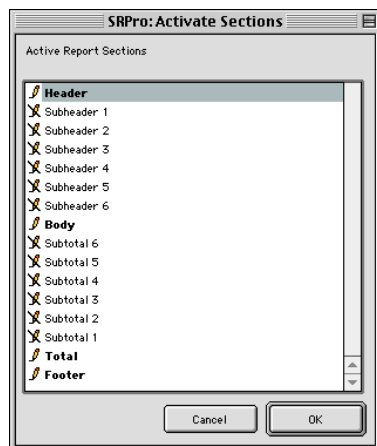 SRPro: Activate Sections
Active Report Sections
Header
Subheader 1
Subheader 2
Subheader 3
Subheader 4
Subheader 5
Subheader 6
Body
Subtotal 6
Subtotal 5
Subtotal 4
Subtotal 3
Subtotal 2
Subtotal 1
Total
Footer
Cancel OK